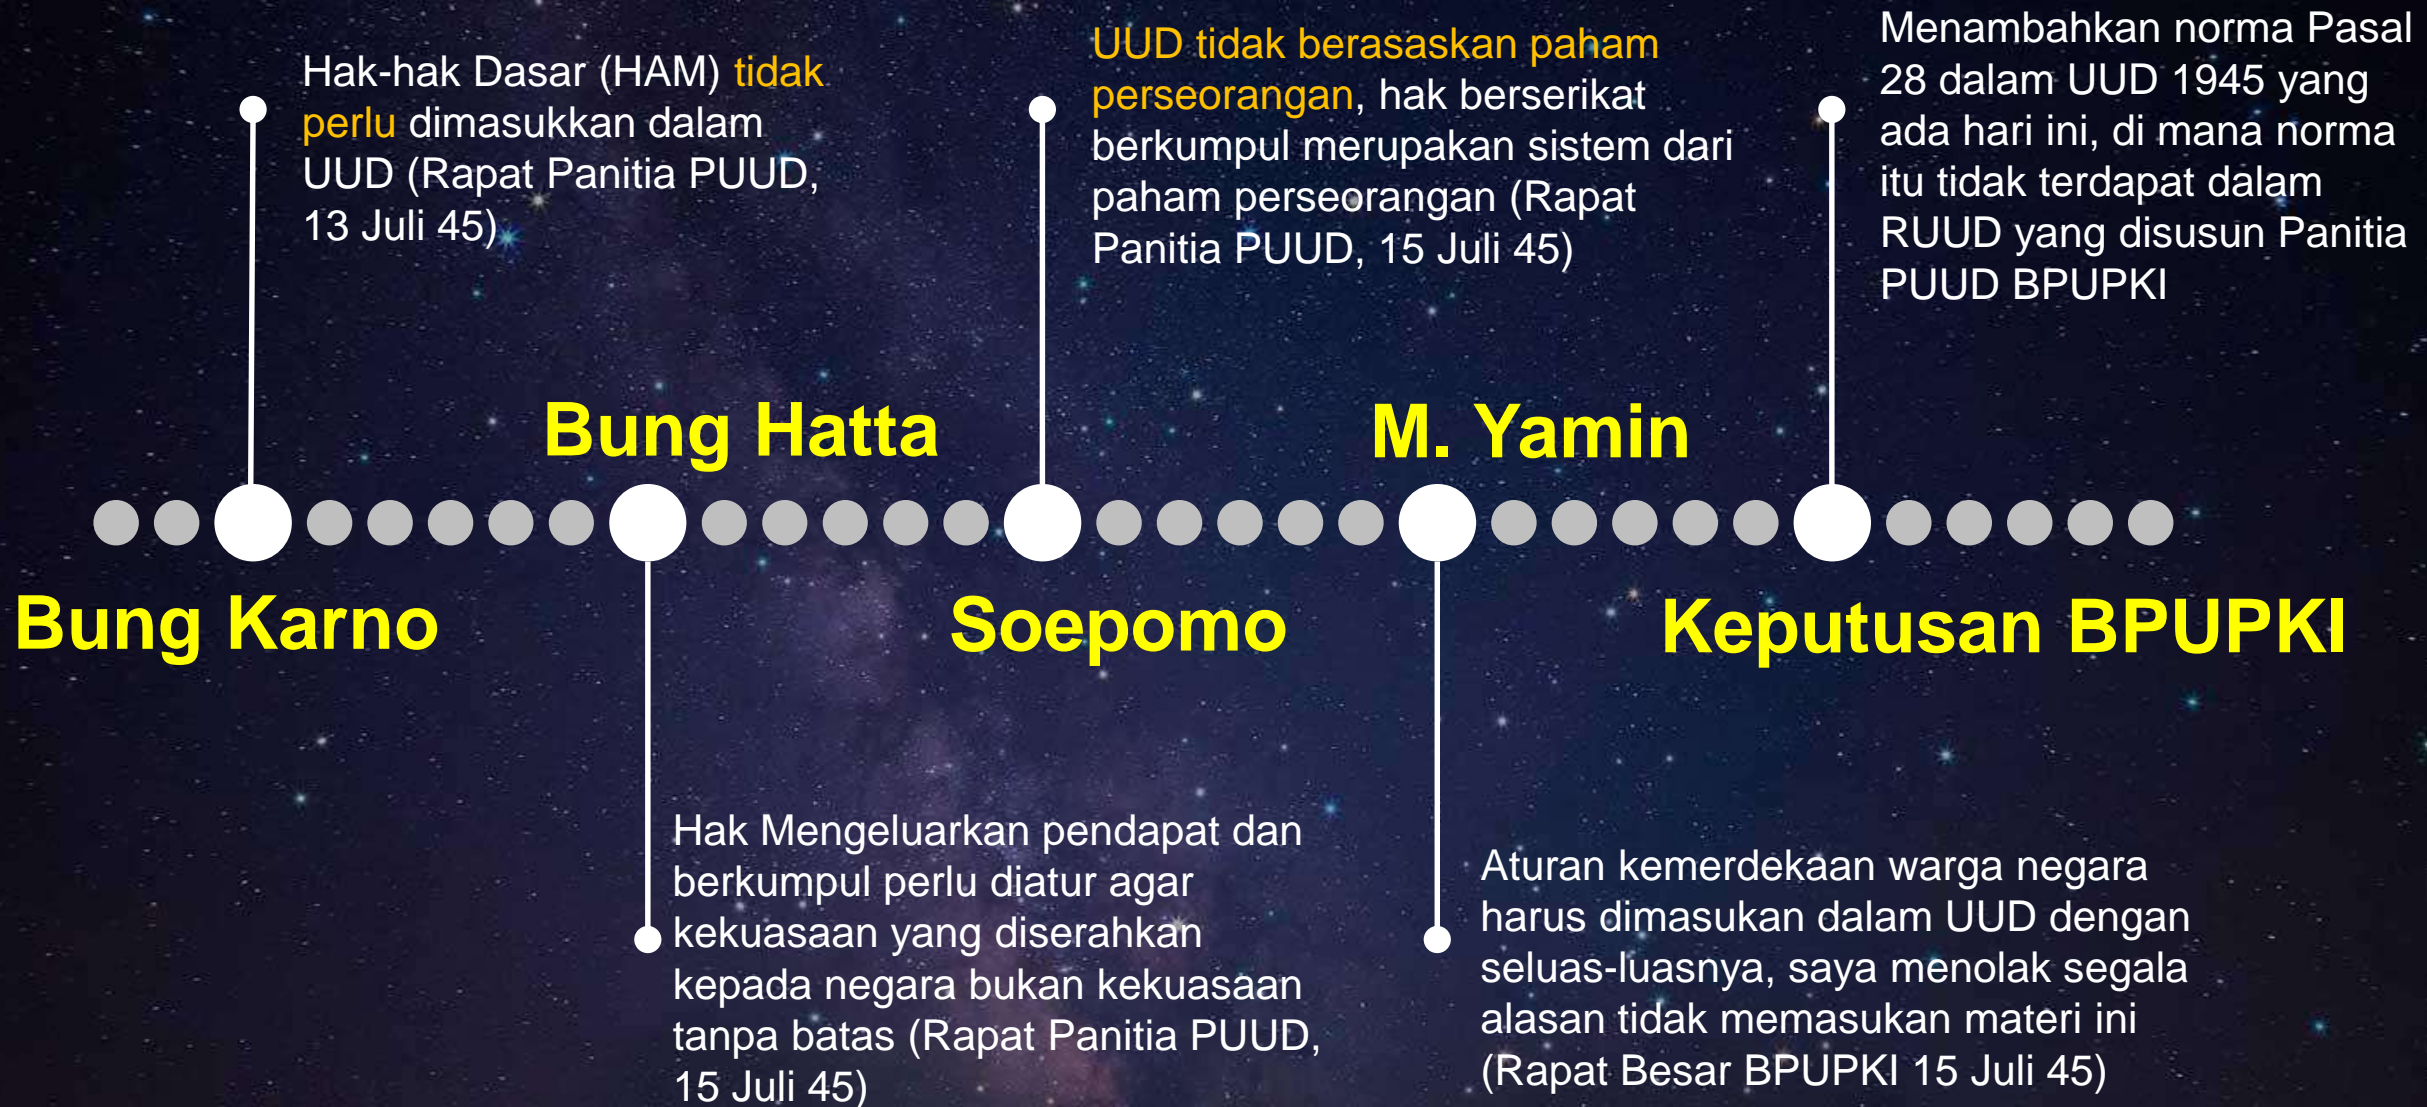 Hak-hak Dasar (HAM) tidak
perlu dimasukkan dalam
UUD (Rapat Panitia PUUD,
13 Juli 45)
Bung Karno
Bung Hatta
Hak Mengeluarkan pendapat dan
berkumpul perlu diatur agar
kekuasaan yang diserahkan
kepada negara bukan kekuasaan
tanpa batas (Rapat Panitia PUUD,
15 Juli 45)
UUD tidak berasaskan paham
perseorangan, hak berserikat
berkumpul merupakan sistem dari
paham perseorangan (Rapat
Panitia PUUD, 15 Juli 45)
Soepomo
M. Yamin
Aturan kemerdekaan warga negara
harus dimasukan dalam UUD dengan
seluas-luasnya, saya menolak segala
alasan tidak memasukan materi ini
(Rapat Besar BPUPKI 15 Juli 45)
Menambahkan norma Pasal
28 dalam UUD 1945 yang
ada hari ini, di mana norma
itu tidak terdapat dalam
RUUD yang disusun Panitia
PUUD BPUPKI
Keputusan BPUPKI